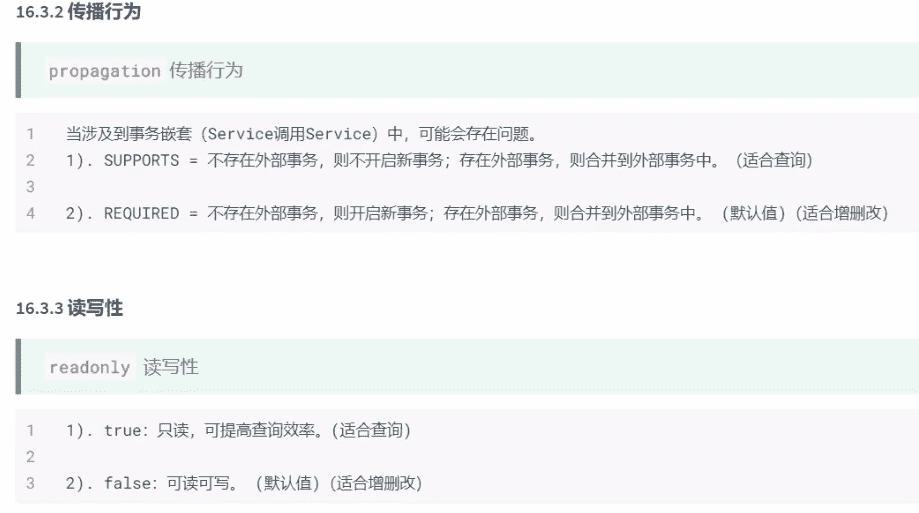 16.3.2 传播行为
propagation 传播行为
1 当涉及到事务嵌套（Service调用Service）中，可能会存在问题。
2 1). SUPPORTS = 不存在外部事务，则不开启新事务；存在外部事务，则合并到外部事务中。（适合查询）
3
4 2). REQUIRED = 不存在外部事务，则开启新事务；存在外部事务，则合并到外部事务中。 （默认值）（适合增删改）
16.3.3 读写性
readonly 读写性
1 1). true：只读，可提高查询效率。(适合查询)
2
3 2). false：可读可写。 （默认值）（适合增删改）